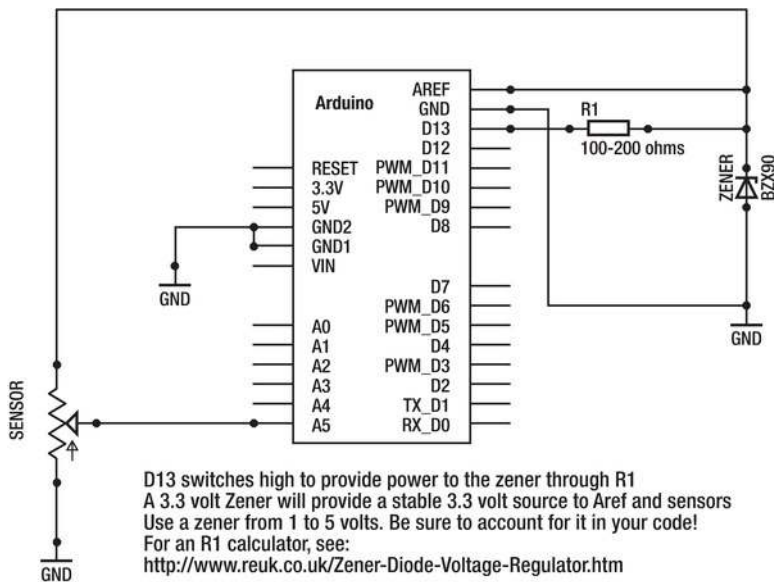 Arduino
AREF
GND
D13
D12
PWM_D11
PWM_D10
PWM_D9
D8
D7
PWM_D6
PWM_D5
D4
PWM_D3
D2
TX_D1
RX_D0
RESET
3.3V
5V
GND2
GND1
VIN
A0
A1
A2
A3
A4
A5
R1
100-200 ohms
ZENER
BZX90
GND
GND
SENSOR
GND
D13 switches high to provide power to the zener through R1
A 3.3 volt Zener will provide a stable 3.3 volt source to Aref and sensors
Use a zener from 1 to 5 volts. Be sure to account for it in your code!
For an R1 calculator, see:
http://www.reuk.co.uk/Zener-Diode-Voltage-Regulator.htm